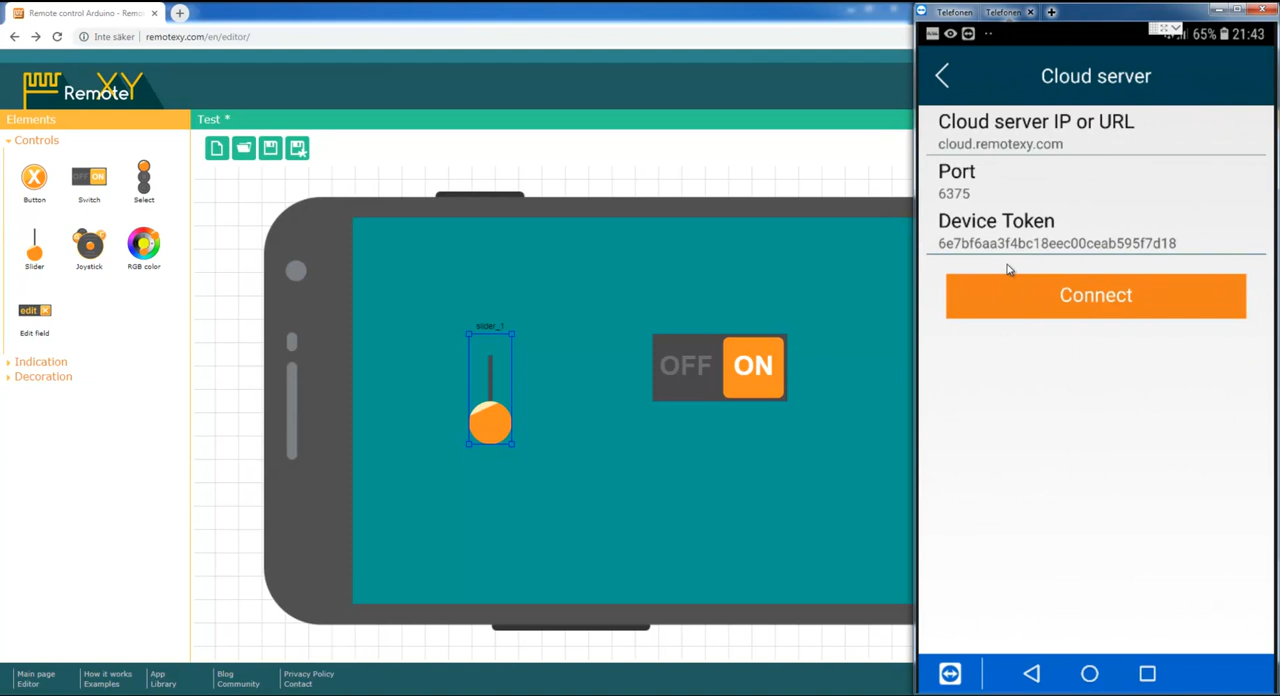 Remote control Arduino - Remo
Inte säker | remotexy.com/en/editor/
RemoteXY
Elements
Test *
Controls
Button
OFF ON
Switch
Select
Slider
Joystick
RGB color
edit X
Edit field
Indication
Decoration
slider_1
OFF ON
Main page
Editor
How it works
Examples
App
Library
Blog
Community
Privacy Policy
Contact
Telefonen
Telefonen
65% 21:43
Cloud server
Cloud server IP or URL
cloud.remotexy.com
Port
6375
Device Token
6e7bf6aa3f4bc18eec00ceab595f7d18
Connect